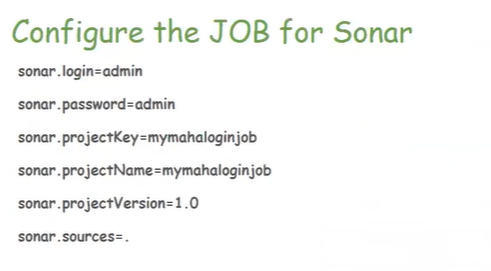 Configure the JOB for Sonar
sonar.login=admin
sonar.password=admin
sonar.projectKey=mymahaloginjob
sonar.projectName=mymahaloginjob
sonar.projectVersion=1.0
sonar.sources=.